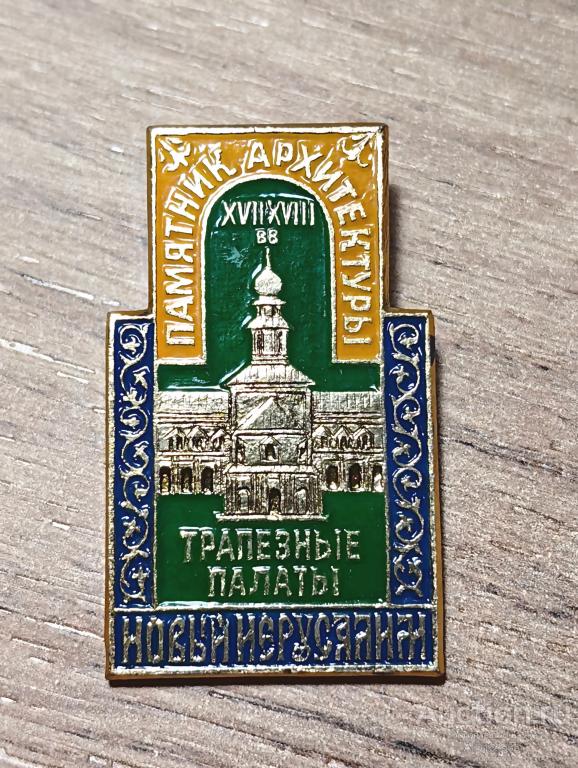 ПАМЯТНИК АРХИТЕКТУРЫ
XVII XVIII
ВВ
ТРАПЕЗНЫЕ
ПАЛАТЫ
НОВЫЙ ИЕРУСАЛИМ